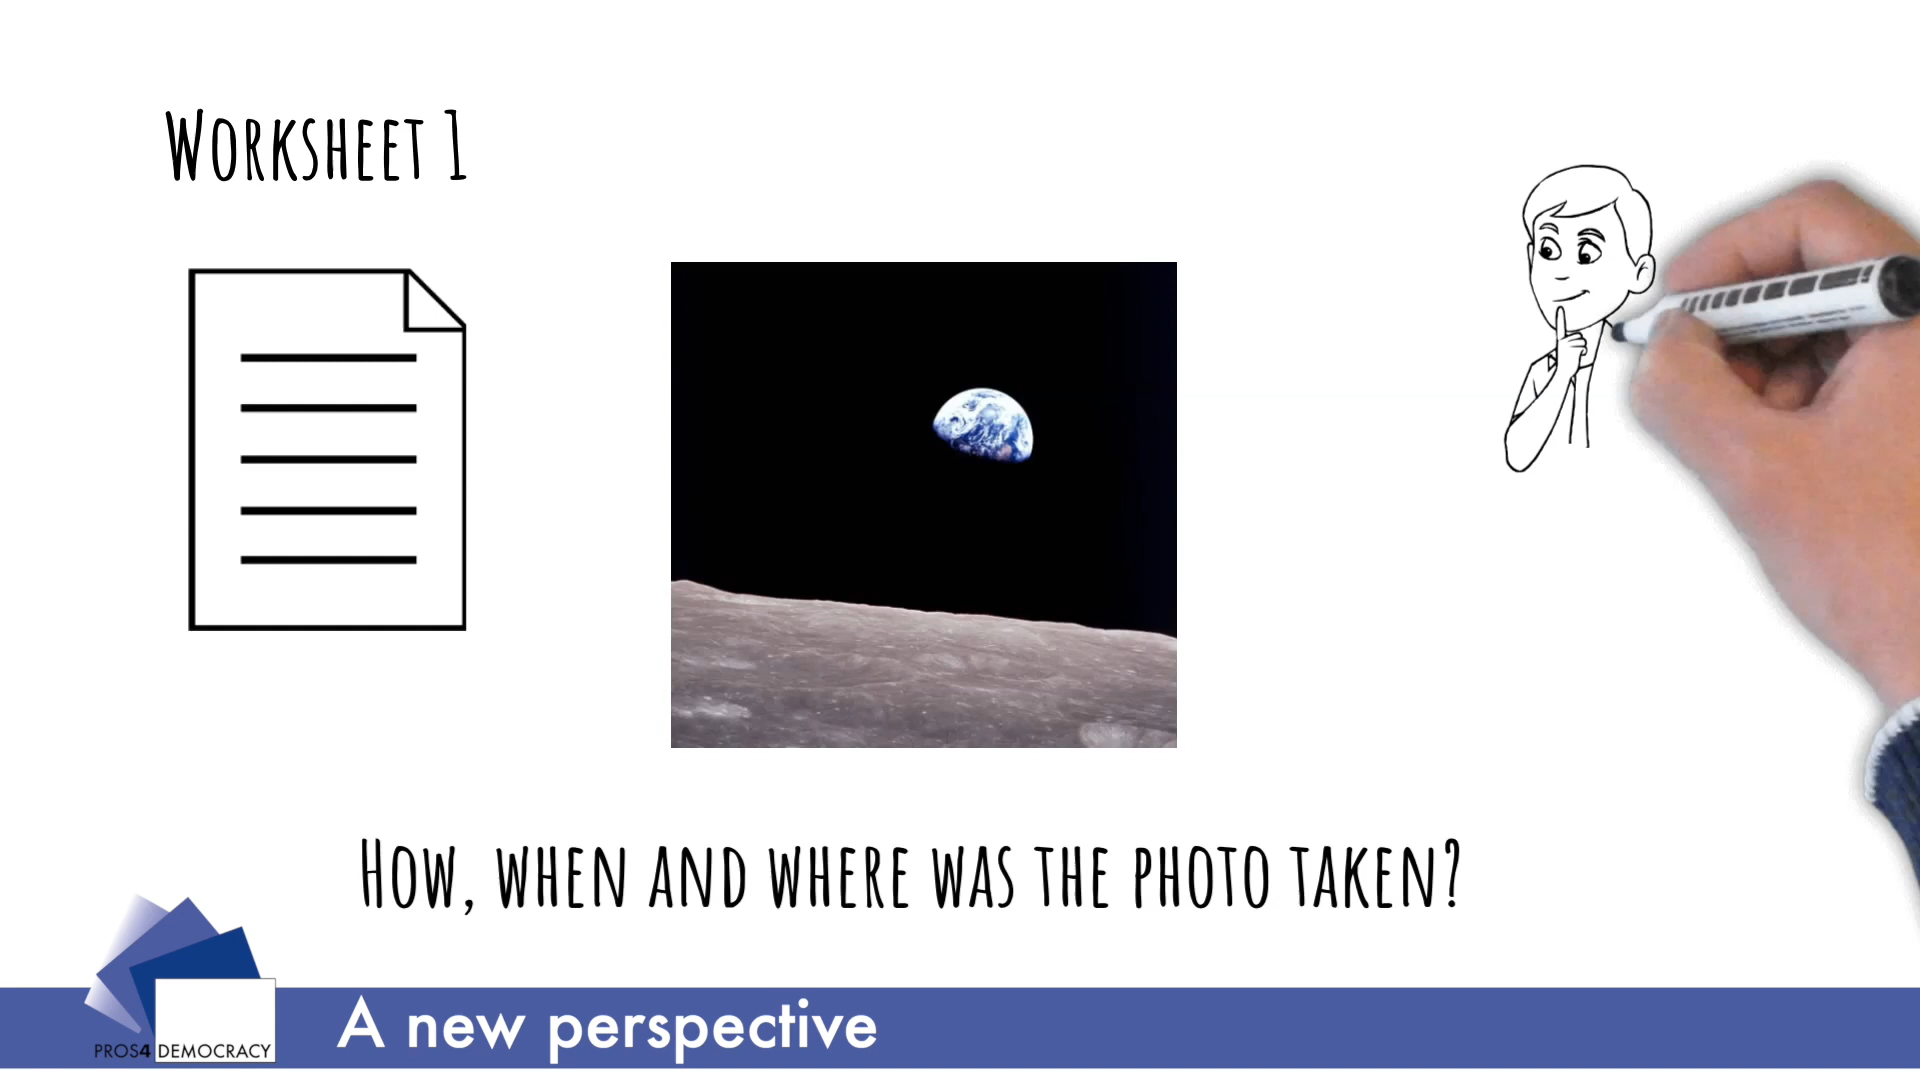 Worksheet 1
How, when and where was the photo taken?
PROS4 DEMOCRACY
A new perspective